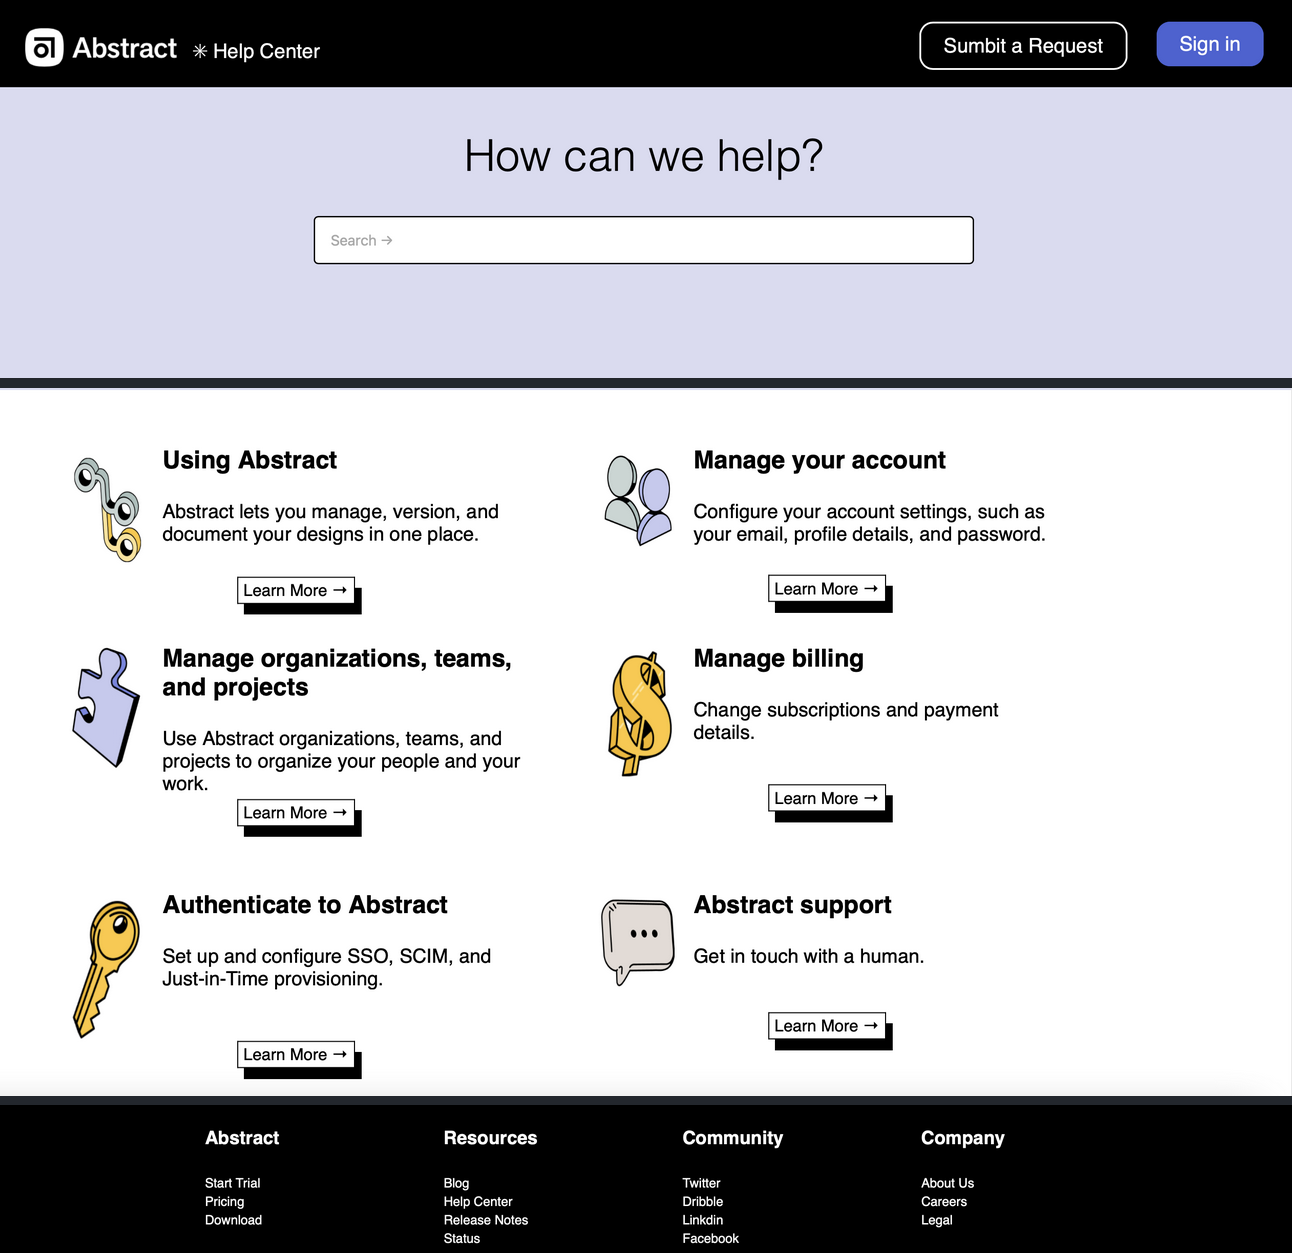 Abstract ✳ Help Center
Sumbit a Request
Sign in
How can we help?
Search →
Using Abstract
Abstract lets you manage, version, and
document your designs in one place.
Learn More →
Manage your account
Configure your account settings, such as
your email, profile details, and password.
Learn More →
Manage organizations, teams,
and projects
Use Abstract organizations, teams, and
projects to organize your people and your
work.
Learn More →
Manage billing
Change subscriptions and payment
details.
Learn More →
Authenticate to Abstract
Set up and configure SSO, SCIM, and
Just-in-Time provisioning.
Learn More →
Abstract support
Get in touch with a human.
Learn More →
Abstract
Start Trial
Pricing
Download
Resources
Blog
Help Center
Release Notes
Status
Community
Twitter
Dribble
Linkdin
Facebook
Company
About Us
Careers
Legal